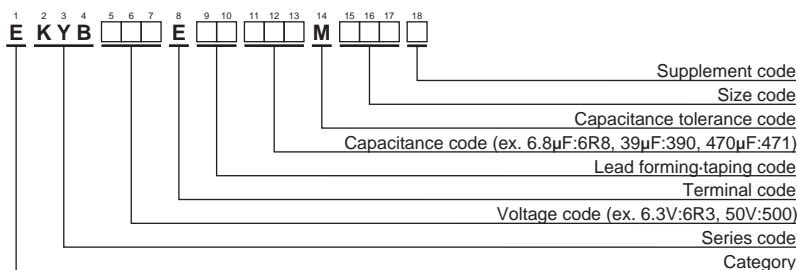 1 2 3 4 5 6 7 8 9 10 11 12 13 14 15 16 17 18
E KYB □□□ E □□ □□□ M □□□ □
Supplement code
Size code
Capacitance tolerance code
Capacitance code (ex. 6.8µF:6R8, 39µF:390, 470µF:471)
Lead forming·taping code
Terminal code
Voltage code (ex. 6.3V:6R3, 50V:500)
Series code
Category